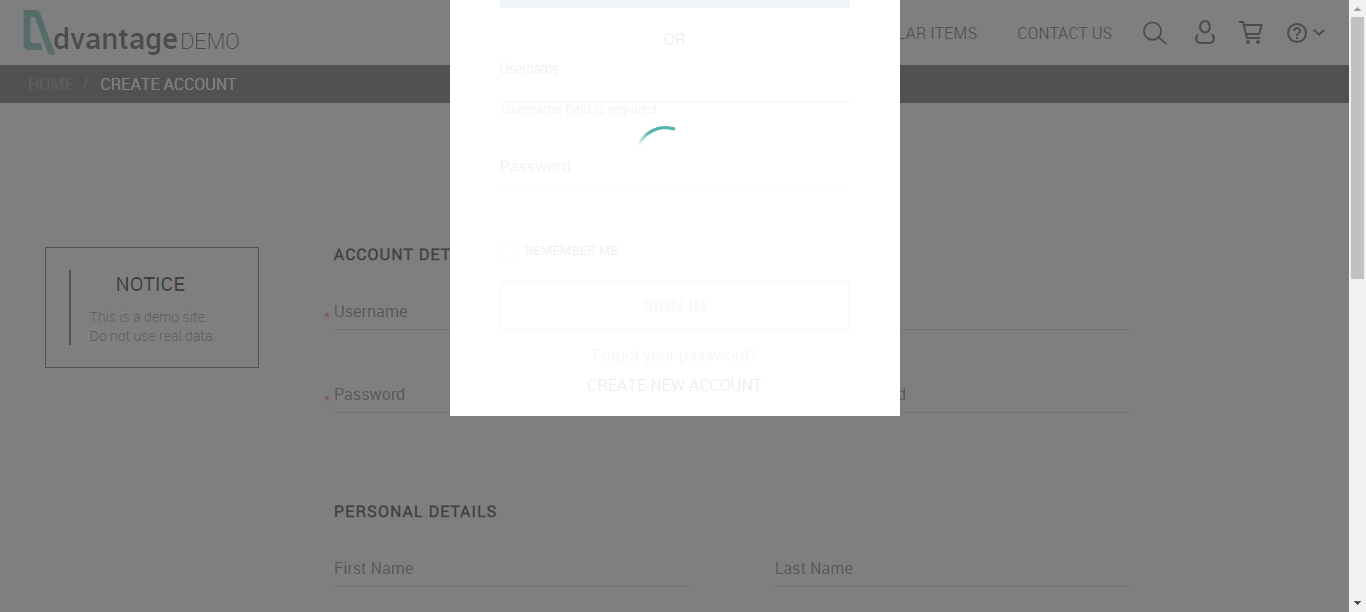 dvantage DEMO
LAR ITEMS
CONTACT US
HOME / CREATE ACCOUNT
OR
Username
Username field is required
Password
REMEMBER ME
SIGN IN
Forgot your password?
CREATE NEW ACCOUNT
NOTICE
This is a demo site.
Do not use real data.
ACCOUNT DET
* Username
* Password
d
PERSONAL DETAILS
First Name
Last Name